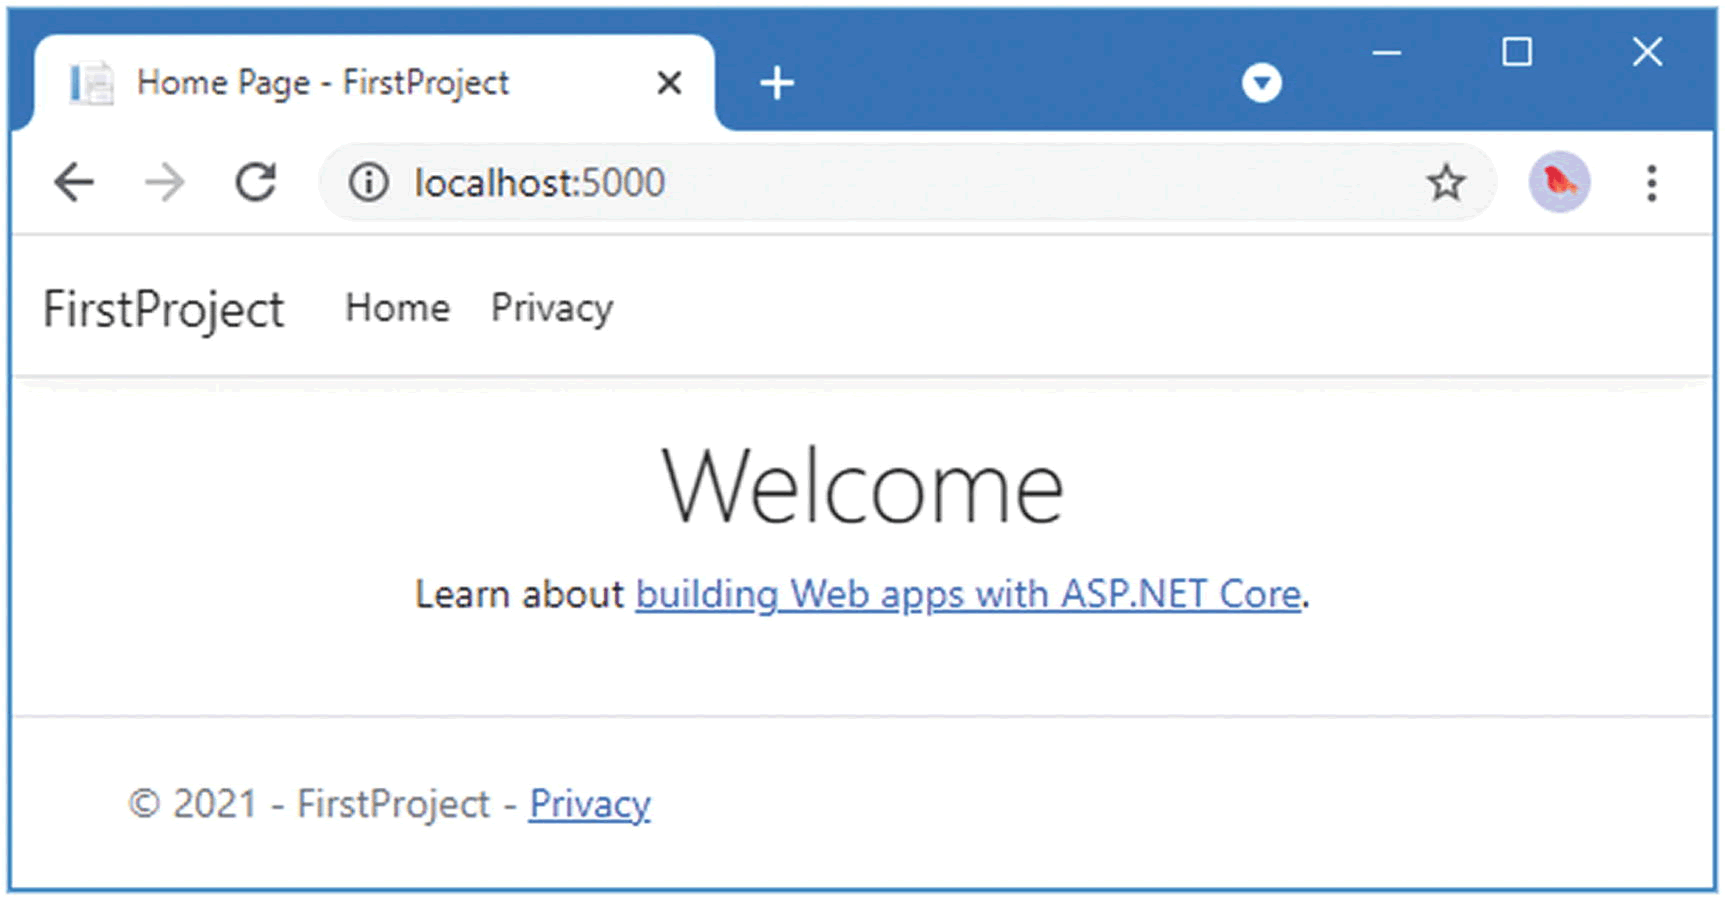 Home Page - FirstProject
localhost:5000
FirstProject Home Privacy
Welcome
Learn about building Web apps with ASP.NET Core.
© 2021 - FirstProject - Privacy